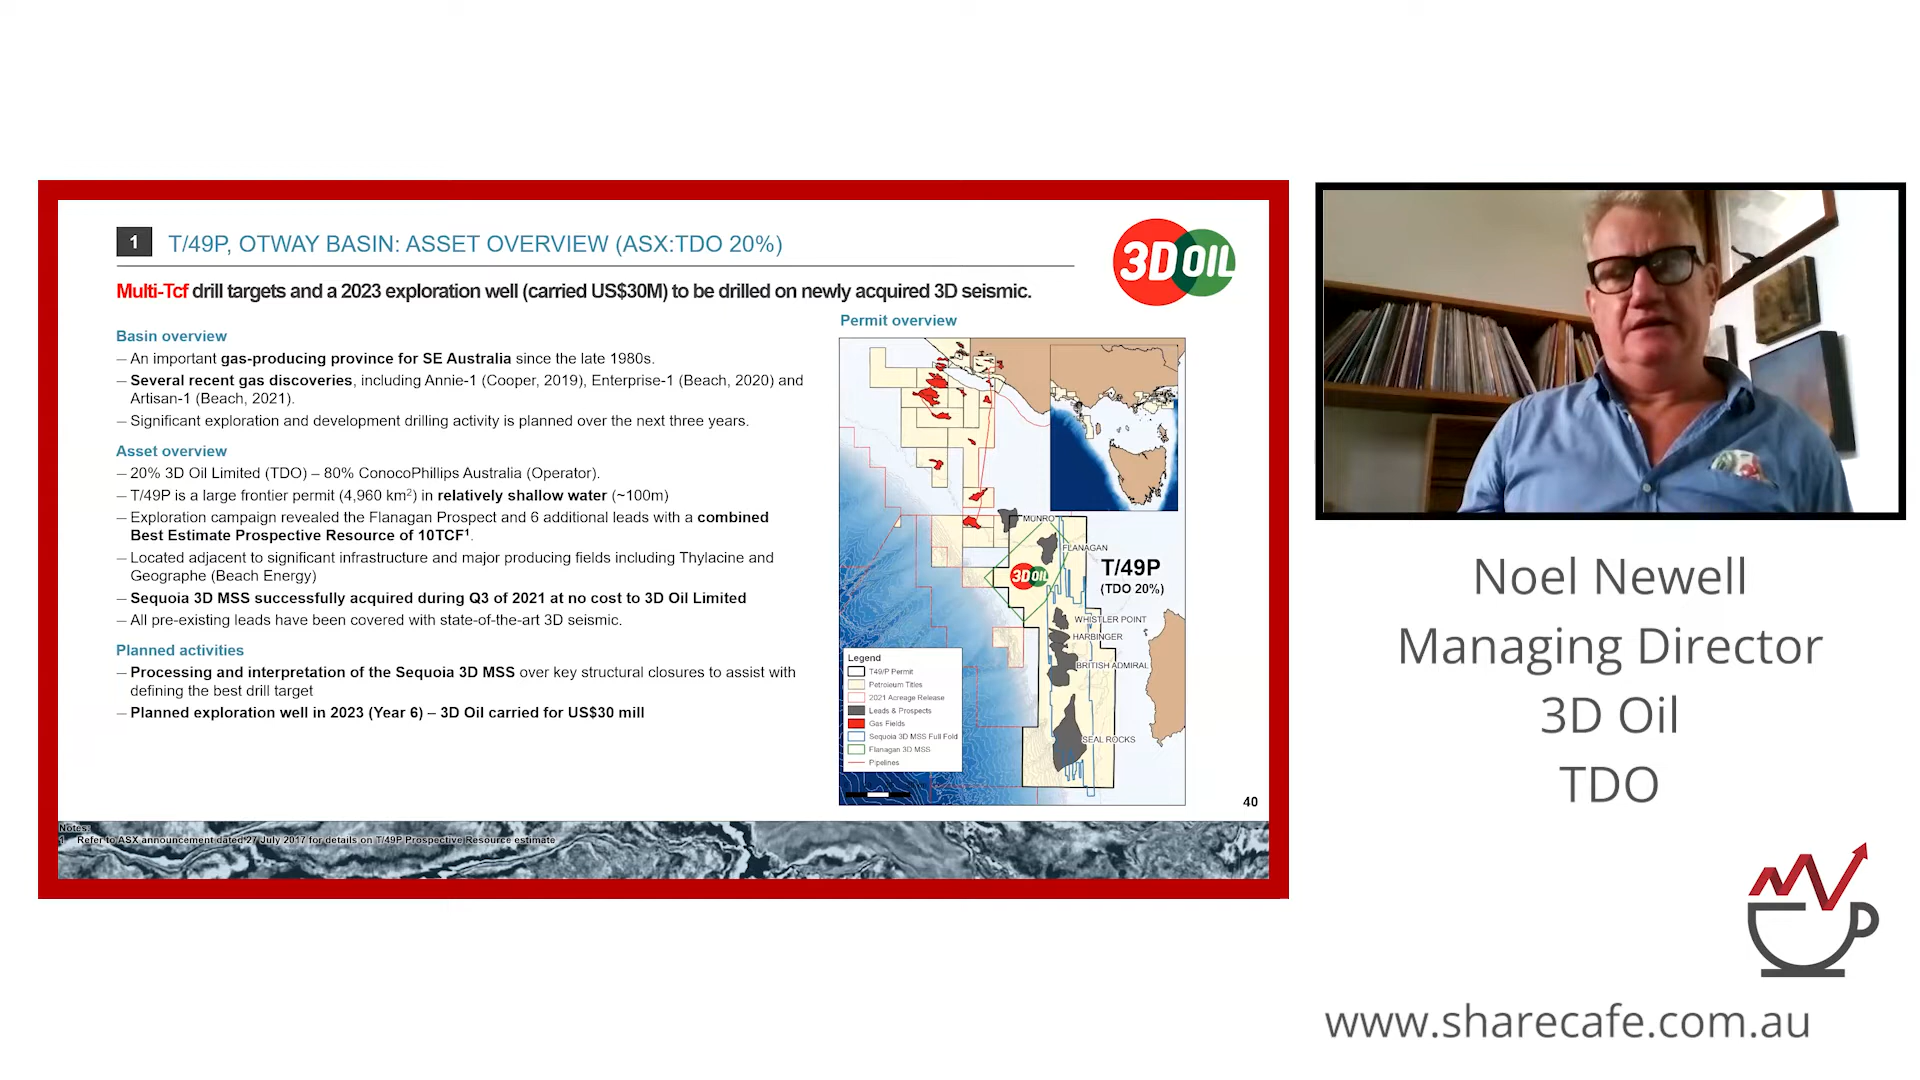 1
T/49P, OTWAY BASIN: ASSET OVERVIEW (ASX:TDO 20%)
3D OIL
Multi-Tcf drill targets and a 2023 exploration well (carried US$30M) to be drilled on newly acquired 3D seismic.
Basin overview
– An important gas-producing province for SE Australia since the late 1980s.
– Several recent gas discoveries, including Annie-1 (Cooper, 2019), Enterprise-1 (Beach, 2020) and
Artisan-1 (Beach, 2021).
– Significant exploration and development drilling activity is planned over the next three years.
Asset overview
– 20% 3D Oil Limited (TDO) – 80% ConocoPhillips Australia (Operator).
– T/49P is a large frontier permit (4,960 km²) in relatively shallow water (~100m)
– Exploration campaign revealed the Flanagan Prospect and 6 additional leads with a combined
Best Estimate Prospective Resource of 10TCF¹.
– Located adjacent to significant infrastructure and major producing fields including Thylacine and
Geographe (Beach Energy)
– Sequoia 3D MSS successfully acquired during Q3 of 2021 at no cost to 3D Oil Limited
– All pre-existing leads have been covered with state-of-the-art 3D seismic.
Planned activities
– Processing and interpretation of the Sequoia 3D MSS over key structural closures to assist with
defining the best drill target
– Planned exploration well in 2023 (Year 6) – 3D Oil carried for US$30 mill
Permit overview
MUNRO
FLANAGAN
3D OIL
T/49P
(TDO 20%)
WHISTLER POINT
HARBINGER
BRITISH ADMIRAL
SEAL ROCKS
Legend
T49/P Permit
Petroleum Titles
2021 Acreage Release
Leads & Prospects
Gas Fields
Sequoia 3D MSS Full Fold
Flanagan 3D MSS
Pipelines
40
Notes:
1 Refer to ASX announcement dated 27 July 2017 for details on T/49P Prospective Resource estimate
Noel Newell
Managing Director
3D Oil
TDO
www.sharecafe.com.au